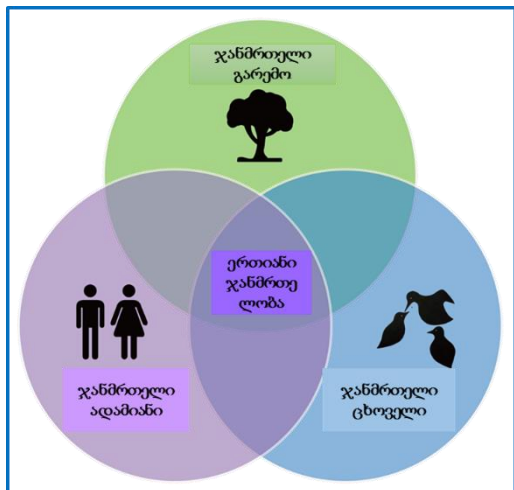 ჯანმრთელი
გარემო
ერთიანი
ჯანმრთე
ლობა
ჯანმრთელი
ადამიანი
ჯანმრთელი
ცხოველი